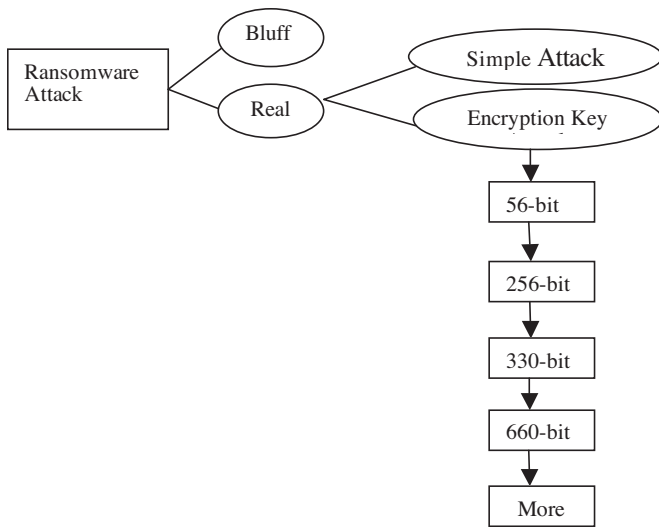 Bluff
Ransomware
Attack
Real
Simple Attack
Encryption Key
56-bit
256-bit
330-bit
660-bit
More